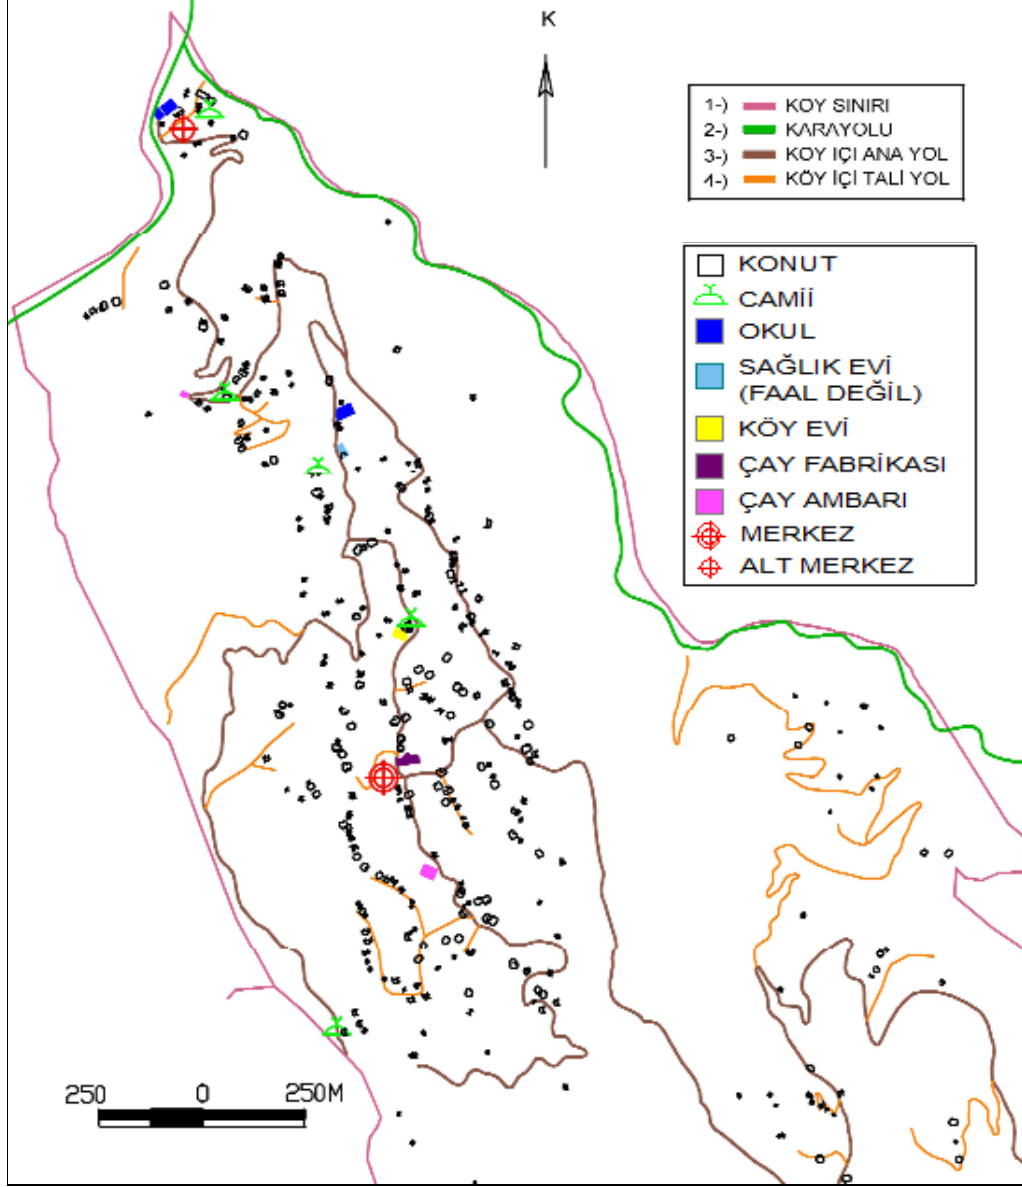 K
1-) KOY SINIRI
2-) KARAYOLU
3-) KOY IÇI ANA YOL
4-) KÖY İÇİ TALİ YOL
KONUT
CAMİİ
OKUL
SAĞLIK EVİ
(FAAL DEĞİL)
KÖY EVİ
ÇAY FABRİKASI
ÇAY AMBARI
MERKEZ
ALT MERKEZ
250 0 250M